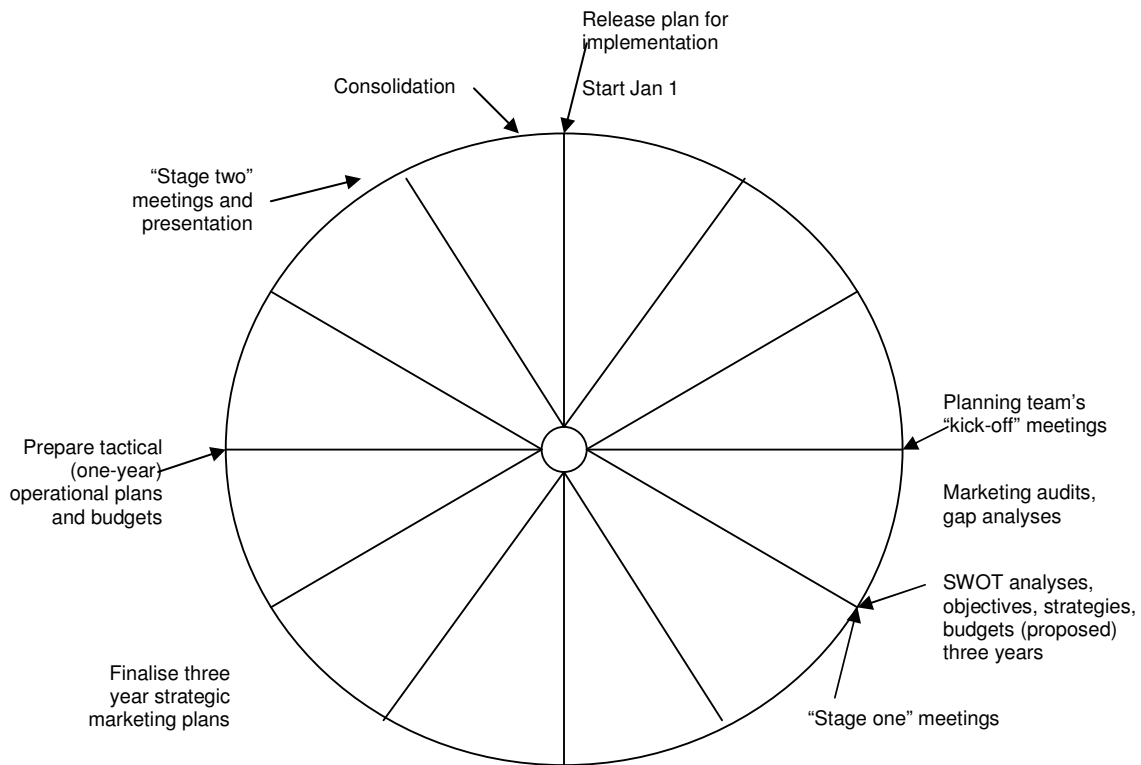 Release plan for
implementation
Start Jan 1
Consolidation
“Stage two”
meetings and
presentation
Planning team’s
“kick-off” meetings
Prepare tactical
(one-year)
operational plans
and budgets
Marketing audits,
gap analyses
SWOT analyses,
objectives, strategies,
budgets (proposed)
three years
Finalise three
year strategic
marketing plans
“Stage one” meetings